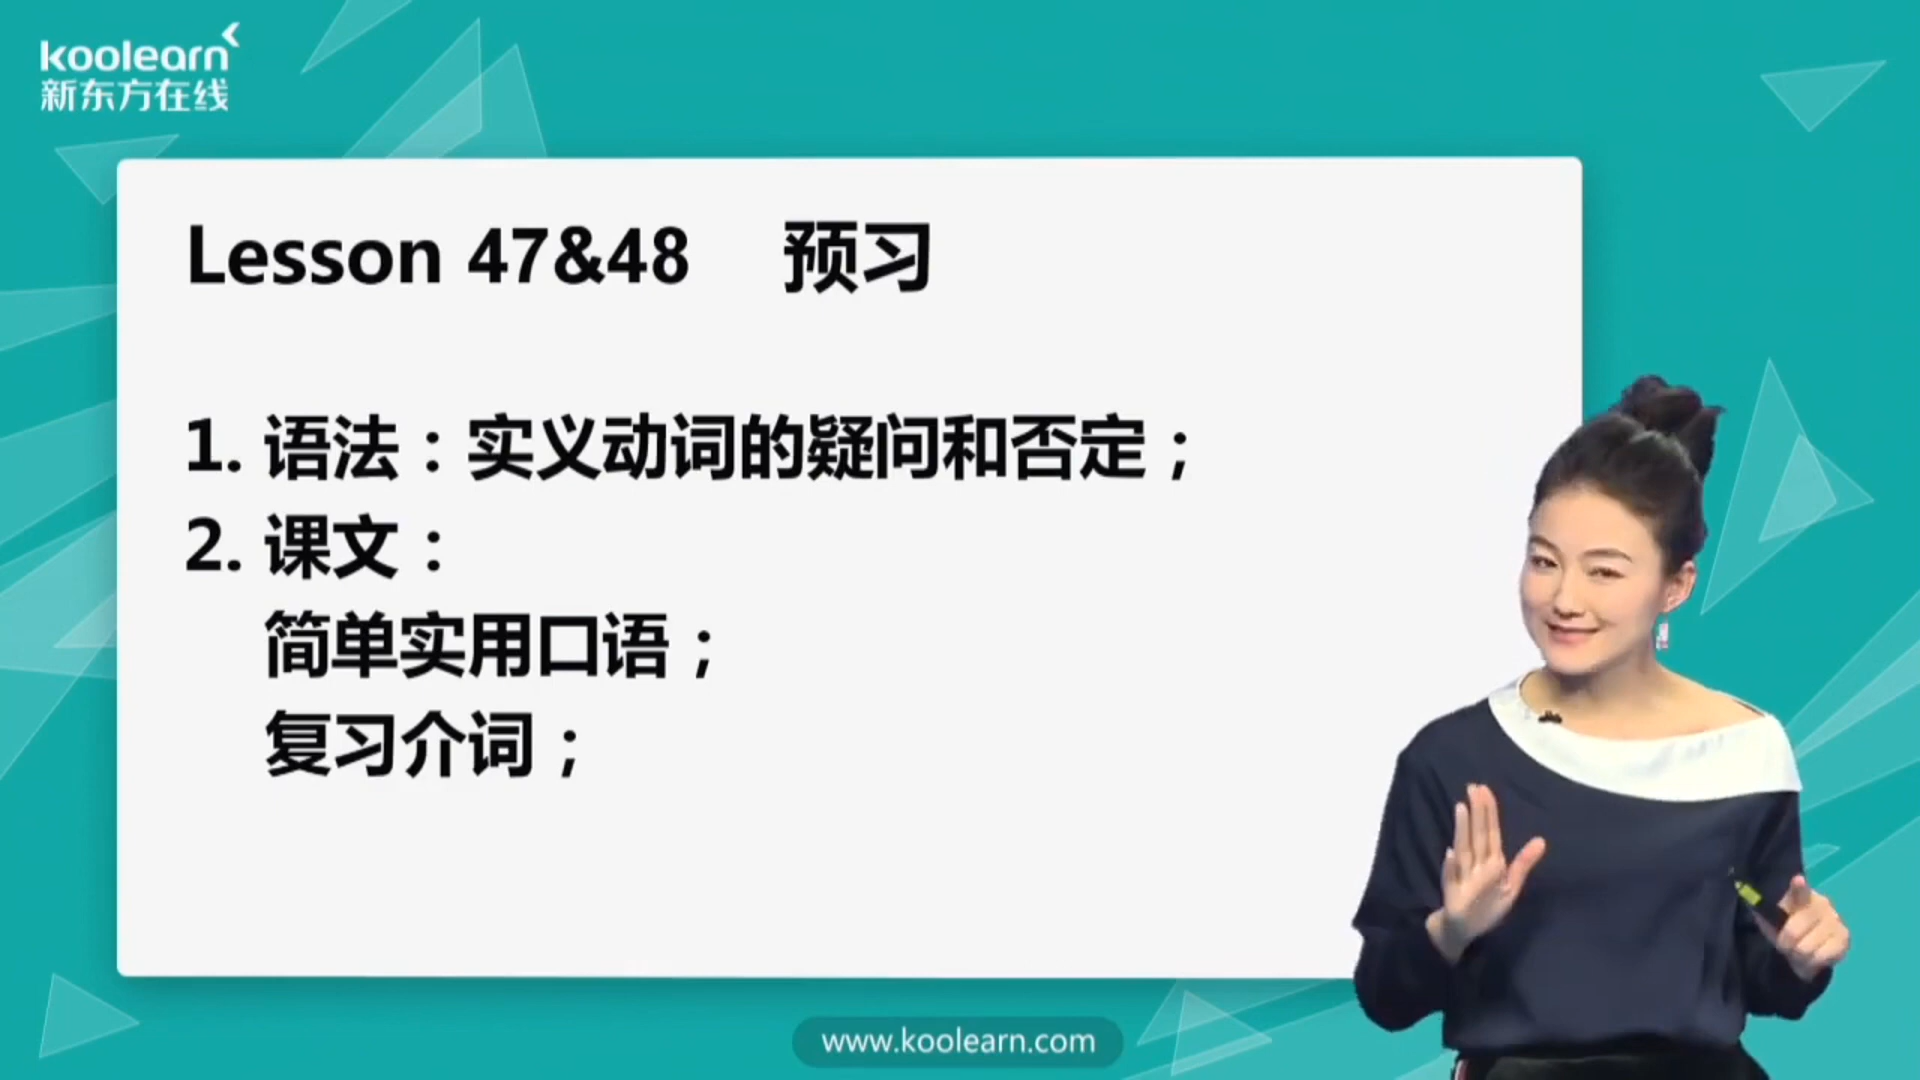 koolearn
新东方在线
Lesson 47&48 预习
1. 语法：实义动词的疑问和否定；
2. 课文：
简单实用口语；
复习介词；
www.koolearn.com